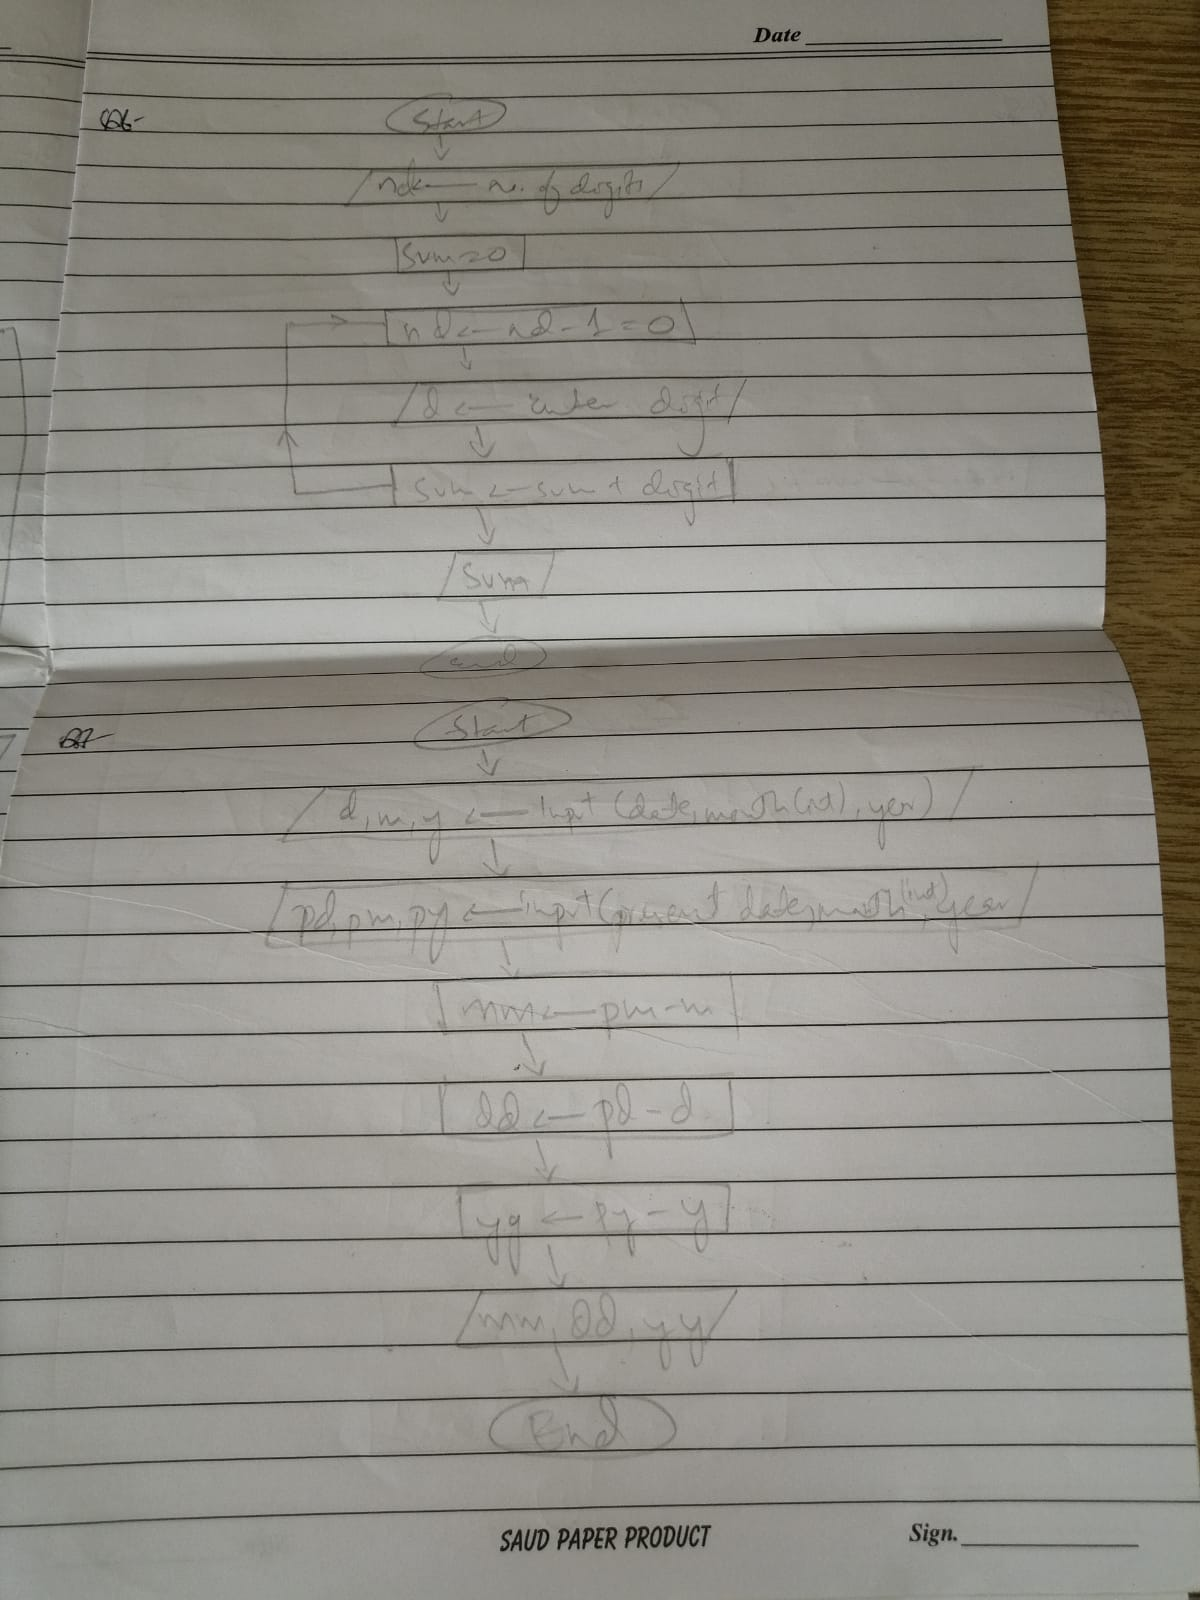 Date
Q6-
Start
nd ← no. of digits
Sum=0
nd ← nd - 1 = 0
d ← enter digit
Sum ← sum + digit
Sum
end
Q7
Start
d, m, y ← Input (date, month (int), year)
pd, pm, py ← input (present date, month (int), year
mm ← pm - m
dd ← pd - d
yy ← py - y
mm, dd, yy
End
SAUD PAPER PRODUCT
Sign.